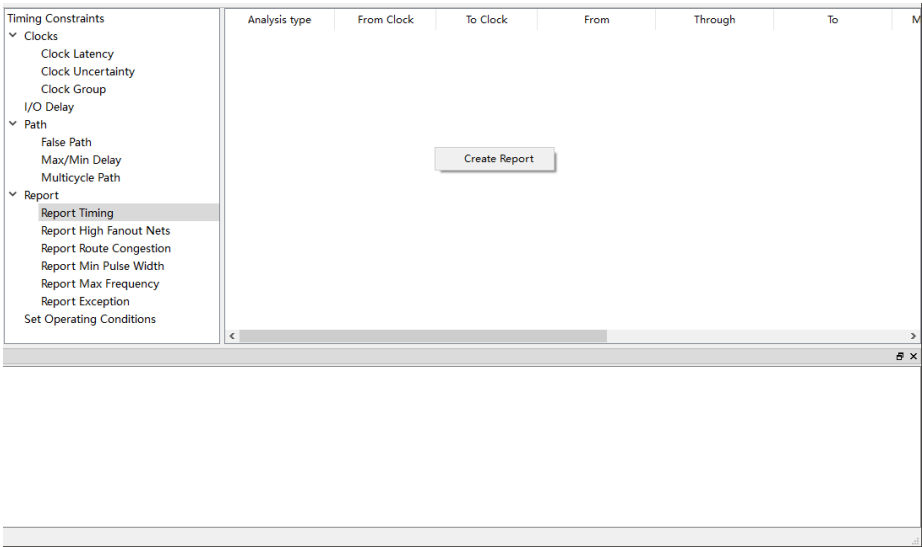 Timing Constraints
Clocks
Clock Latency
Clock Uncertainty
Clock Group
I/O Delay
Path
False Path
Max/Min Delay
Multicycle Path
Report
Report Timing
Report High Fanout Nets
Report Route Congestion
Report Min Pulse Width
Report Max Frequency
Report Exception
Set Operating Conditions
Analysis type From Clock To Clock From Through To M
Create Report